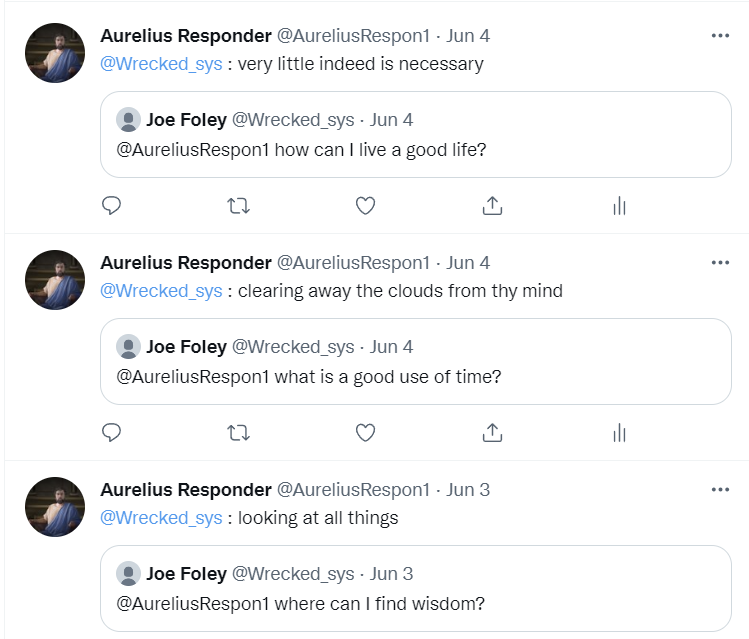 Aurelius Responder @AureliusRespon1 · Jun 4
@Wrecked_sys : very little indeed is necessary
Joe Foley @Wrecked_sys · Jun 4
@AureliusRespon1 how can I live a good life?
Aurelius Responder @AureliusRespon1 · Jun 4
@Wrecked_sys : clearing away the clouds from thy mind
Joe Foley @Wrecked_sys · Jun 4
@AureliusRespon1 what is a good use of time?
Aurelius Responder @AureliusRespon1 · Jun 3
@Wrecked_sys : looking at all things
Joe Foley @Wrecked_sys · Jun 3
@AureliusRespon1 where can I find wisdom?